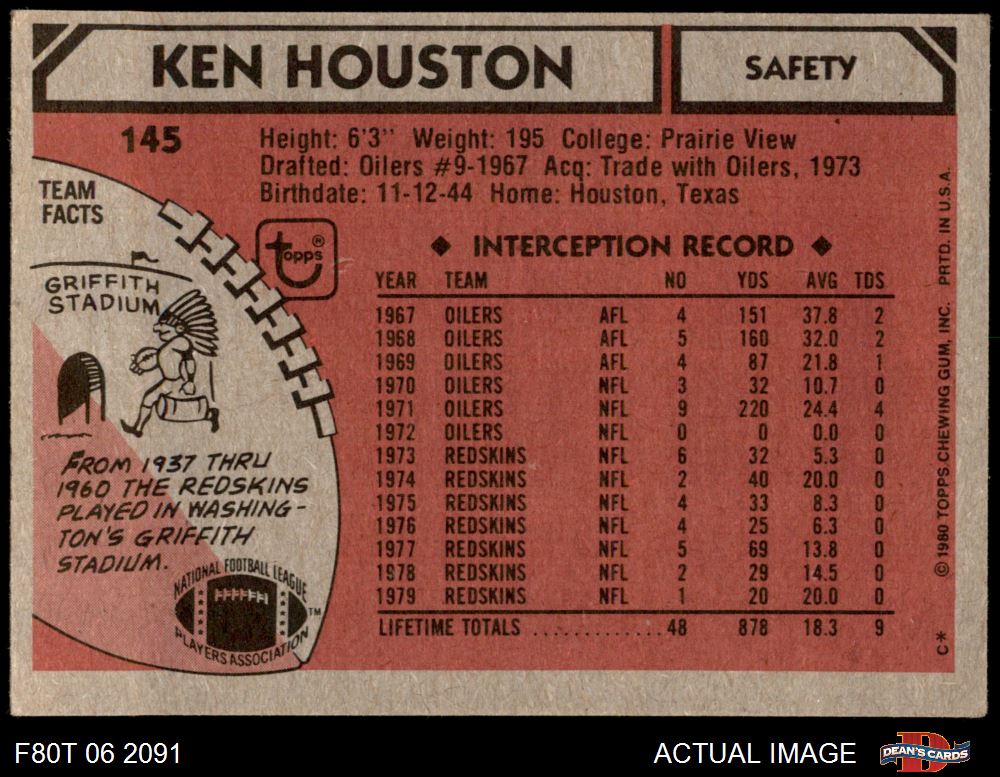 KEN HOUSTON
SAFETY
145
Height: 6'3" Weight: 195 College: Prairie View
Drafted: Oilers #9-1967 Acq: Trade with Oilers, 1973
Birthdate: 11-12-44 Home: Houston, Texas
TEAM
FACTS
topps®
GRIFFITH
STADIUM
FROM 1937 THRU
1960 THE REDSKINS
PLAYED IN WASHING-
TON'S GRIFFITH
STADIUM.
NATIONAL FOOTBALL LEAGUE
PLAYERS ASSOCIATION
TM
◆ INTERCEPTION RECORD ◆
YEAR TEAM NO YDS AVG TDS
1967 OILERS AFL 4 151 37.8 2
1968 OILERS AFL 5 160 32.0 2
1969 OILERS AFL 4 87 21.8 1
1970 OILERS NFL 3 32 10.7 0
1971 OILERS NFL 9 220 24.4 4
1972 OILERS NFL 0 0 0.0 0
1973 REDSKINS NFL 6 32 5.3 0
1974 REDSKINS NFL 2 40 20.0 0
1975 REDSKINS NFL 4 33 8.3 0
1976 REDSKINS NFL 4 25 6.3 0
1977 REDSKINS NFL 5 69 13.8 0
1978 REDSKINS NFL 2 29 14.5 0
1979 REDSKINS NFL 1 20 20.0 0
LIFETIME TOTALS ............ 48 878 18.3 9
C* © 1980 TOPPS CHEWING GUM, INC. PRTD. IN U.S.A.
F80T 06 2091
ACTUAL IMAGE
DEAN'S CARDS